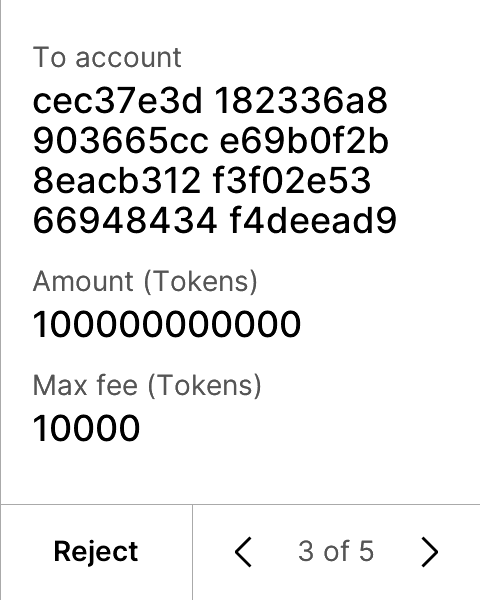 To account
cec37e3d 182336a8
903665cc e69b0f2b
8eacb312 f3f02e53
66948434 f4deead9
Amount (Tokens)
100000000000
Max fee (Tokens)
10000
Reject
3 of 5